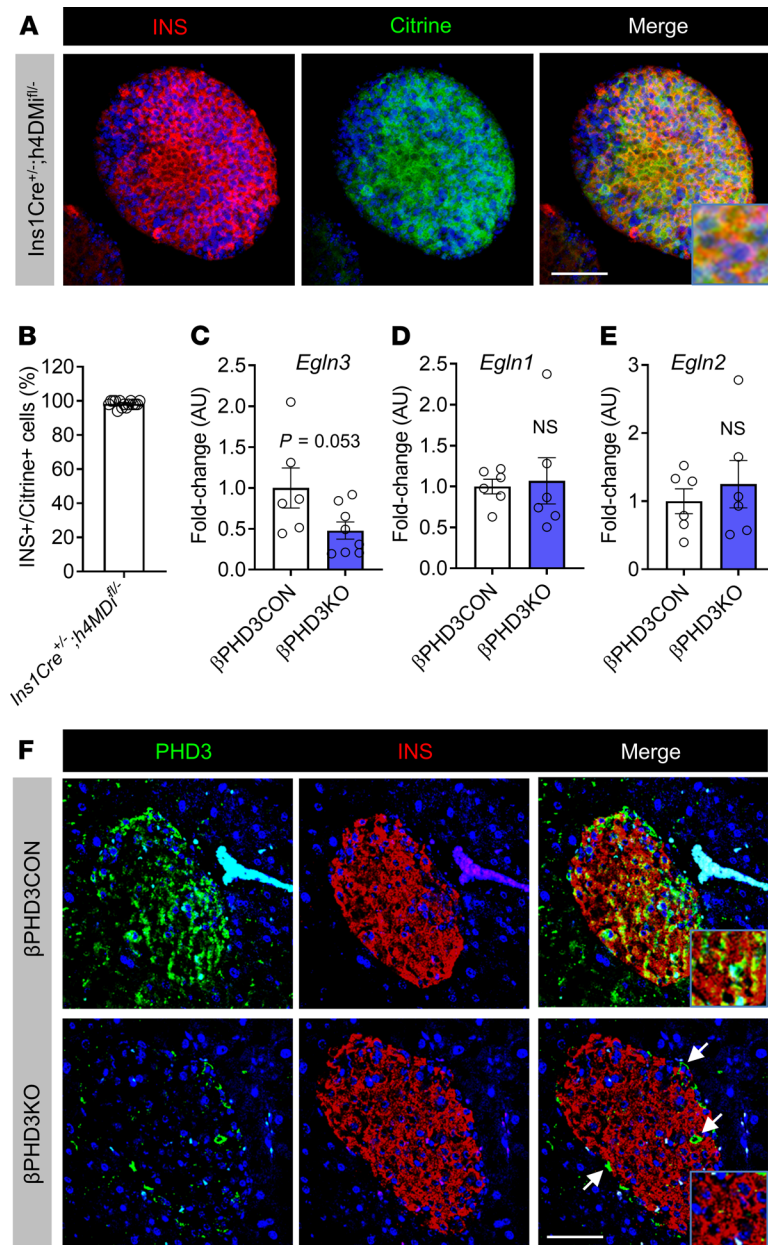 A
INS
Citrine
Merge
Ins1Cre+/-;h4DMifl/-
B
INS+/Citrine+ cells (%)
120
100
80
60
40
20
0
Ins1Cre+/-;h4MDifl/-
C
Egln3
Fold-change (AU)
2.5
2.0
1.5
1.0
0.5
0.0
P = 0.053
βPHD3CON
βPHD3KO
D
Egln1
Fold-change (AU)
2.5
2.0
1.5
1.0
0.5
0.0
NS
βPHD3CON
βPHD3KO
E
Egln2
Fold-change (AU)
3
2
1
0
NS
βPHD3CON
βPHD3KO
F
PHD3
INS
Merge
βPHD3CON
βPHD3KO